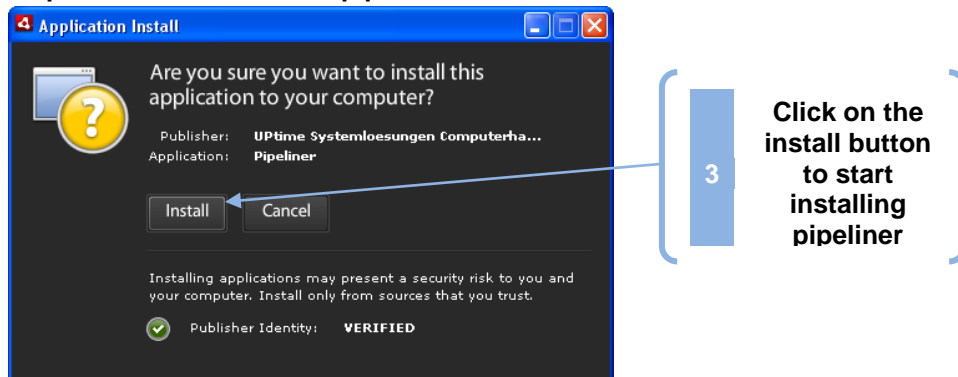 Application Install
Are you sure you want to install this
application to your computer?
Publisher: UPtime Systemloesungen Computerha...
Application: Pipeliner
Install Cancel
Installing applications may present a security risk to you and
your computer. Install only from sources that you trust.
Publisher Identity: VERIFIED
3
Click on the
install button
to start
installing
pipeliner